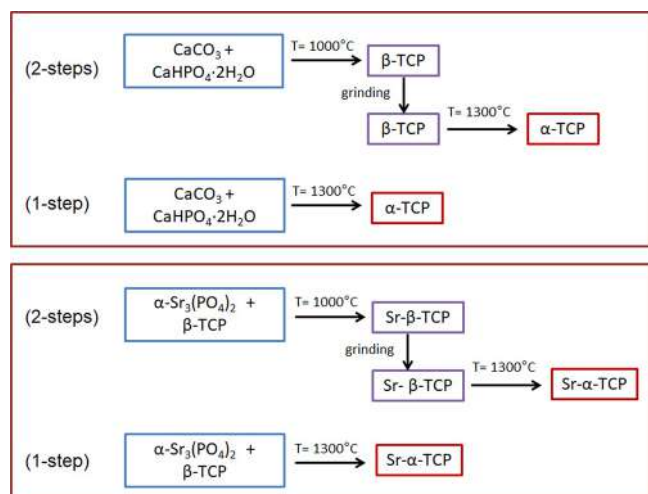 (2-steps)
CaCO₃ +
CaHPO₄·2H₂O
T= 1000°C
β-TCP
grinding
β-TCP
T= 1300°C
α-TCP
(1-step)
CaCO₃ +
CaHPO₄·2H₂O
T= 1300°C
α-TCP
(2-steps)
α-Sr₃(PO₄)₂ +
β-TCP
T= 1000°C
Sr-β-TCP
grinding
Sr- β-TCP
T= 1300°C
Sr-α-TCP
(1-step)
α-Sr₃(PO₄)₂ +
β-TCP
T= 1300°C
Sr-α-TCP